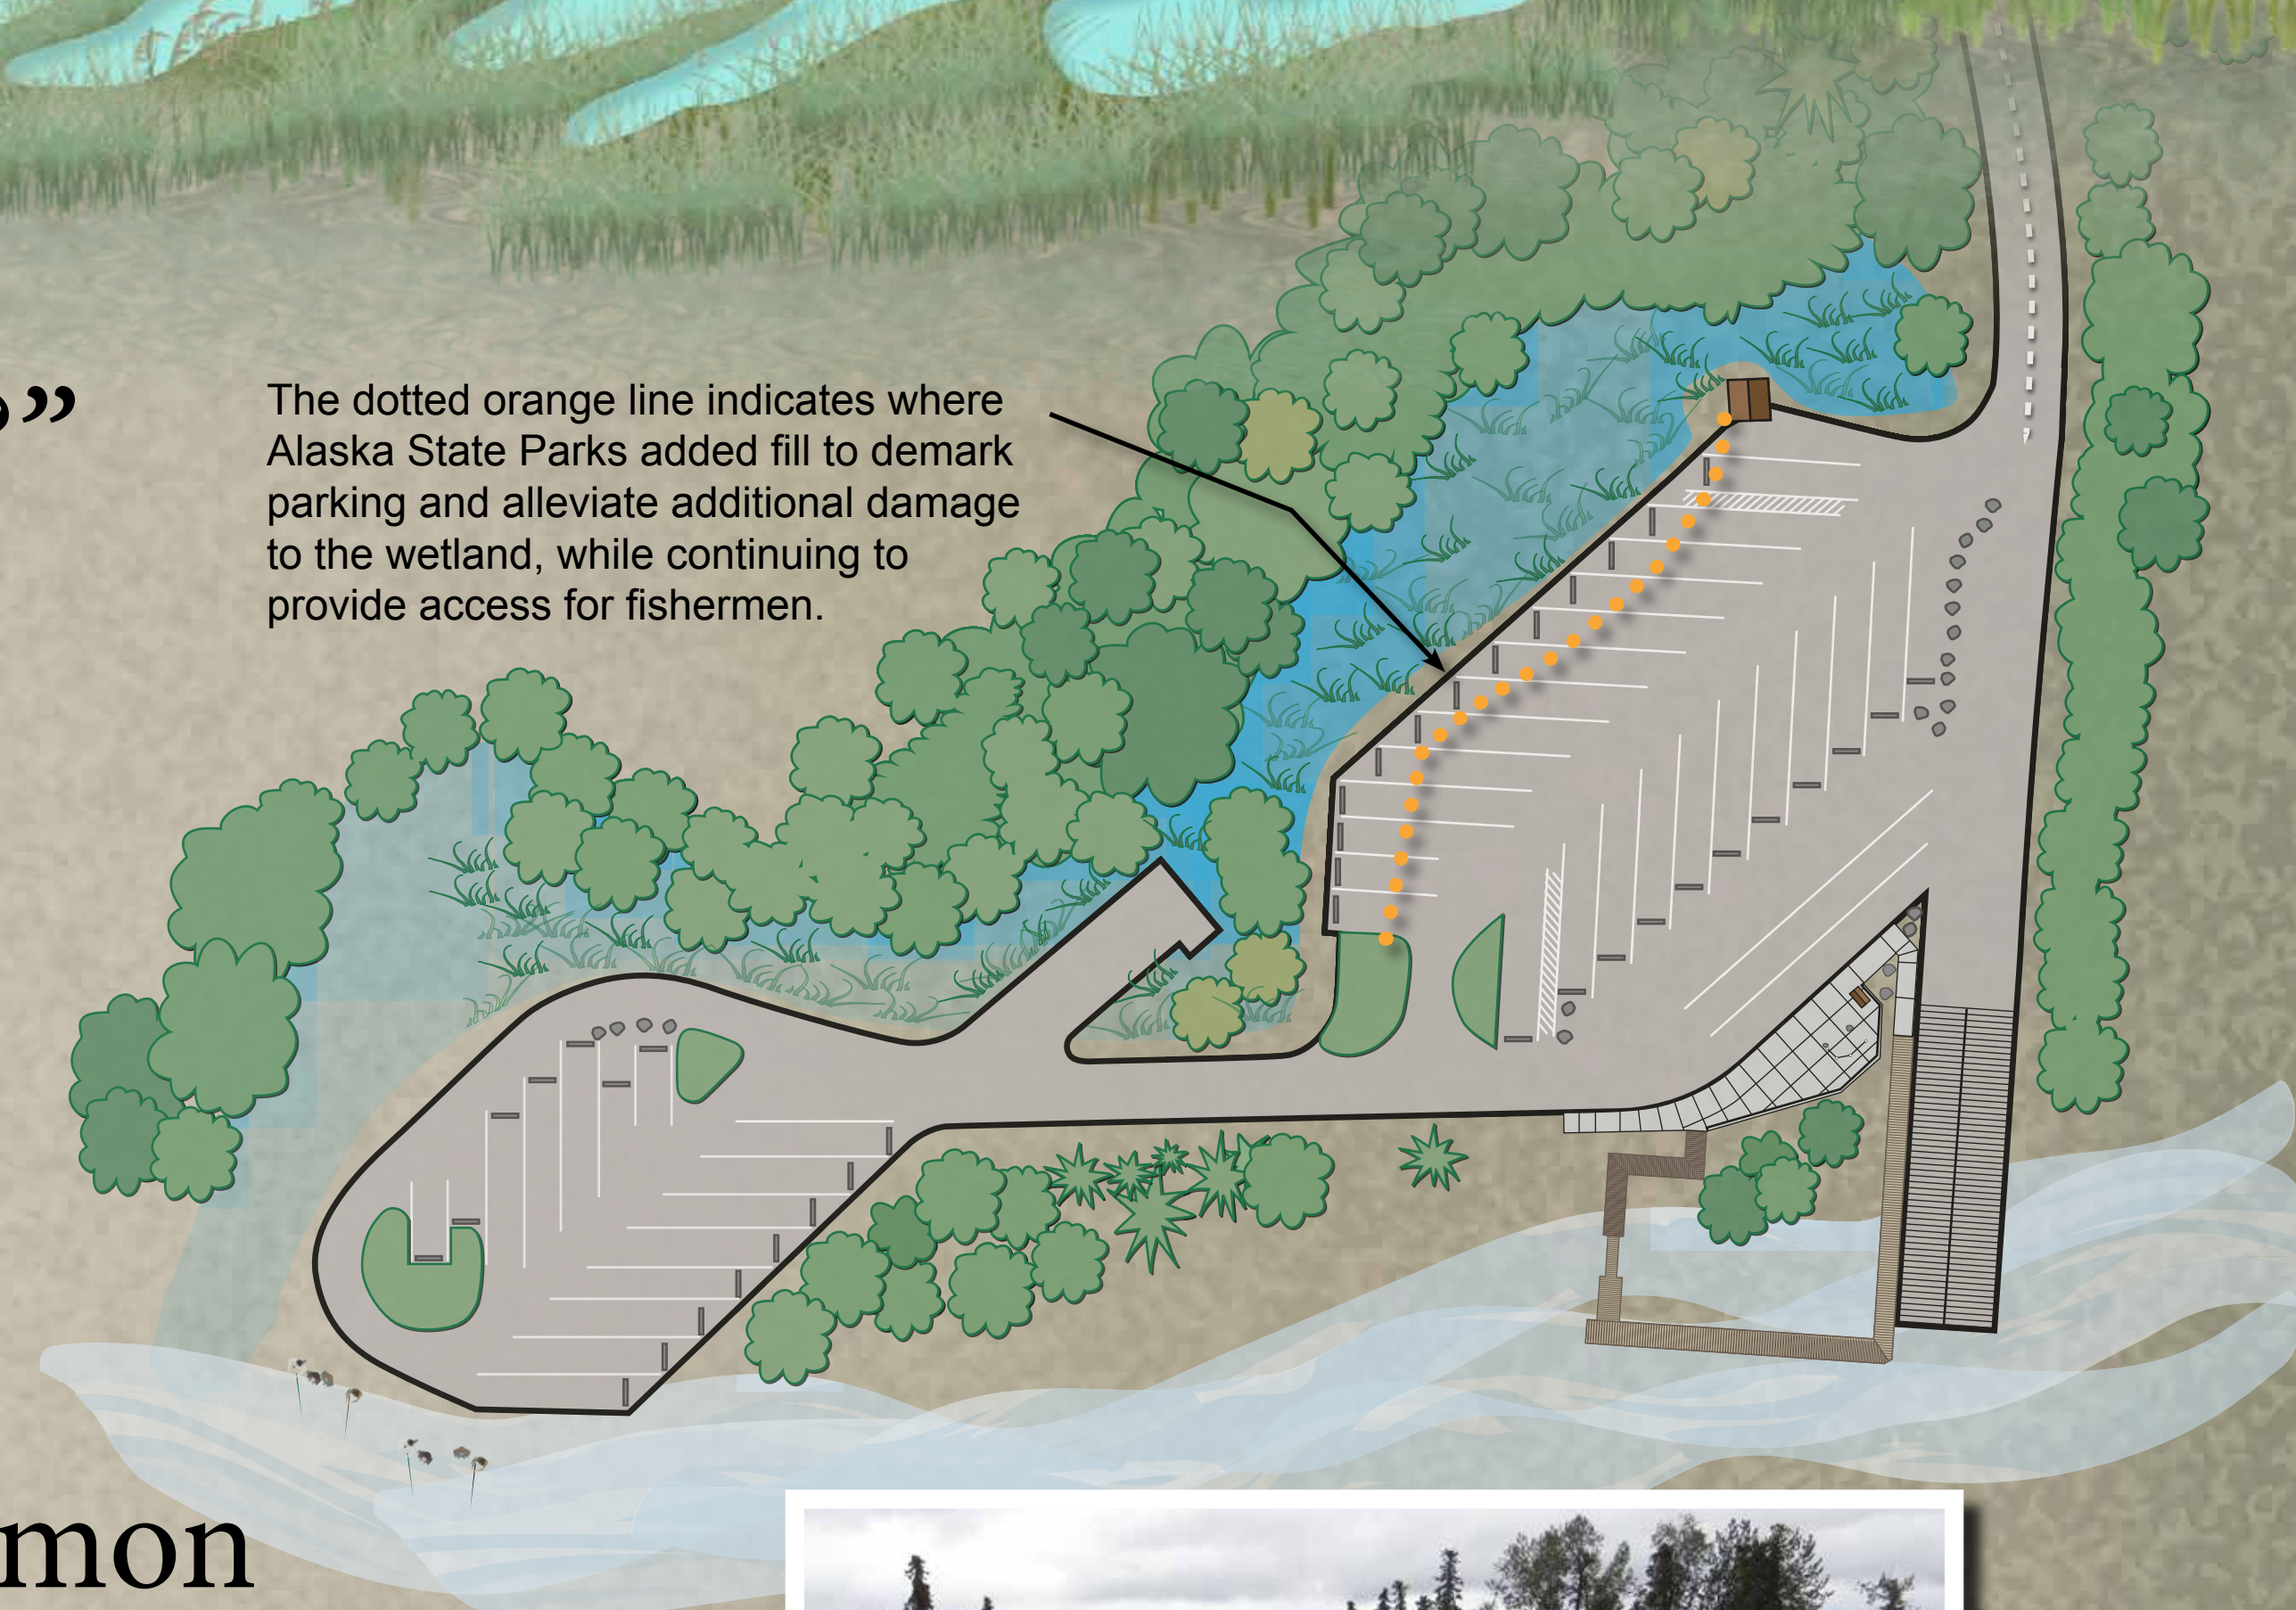 ”
The dotted orange line indicates where
Alaska State Parks added fill to demark
parking and alleviate additional damage
to the wetland, while continuing to
provide access for fishermen.
mon